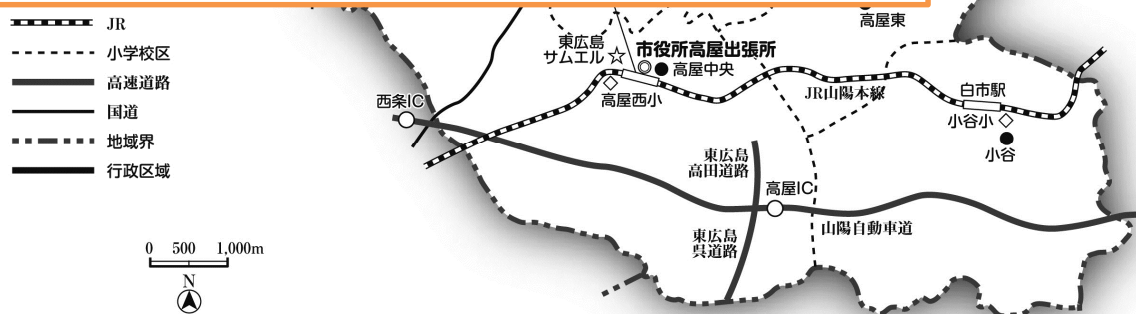 JR
小学校区
高速道路
国道
地域界
行政区域
0 500 1,000m
N
高屋東
東広島
サムエル
市役所高屋出張所
高屋中央
高屋西小
JR山陽本線
白市駅
小谷小
小谷
西条IC
東広島
高田道路
高屋IC
東広島
呉道路
山陽自動車道